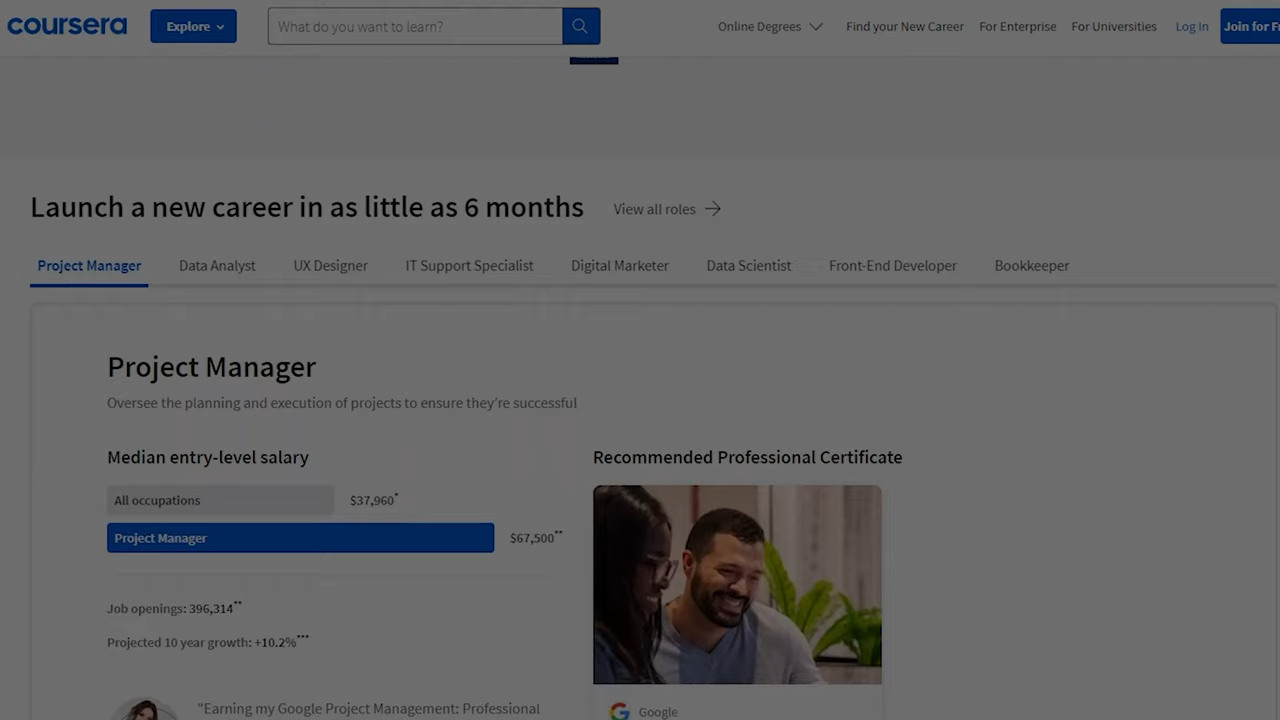 coursera
Explore
What do you want to learn?
Online Degrees
Find your New Career
For Enterprise
For Universities
Log In
Join for
Launch a new career in as little as 6 months
View all roles
Project Manager
Data Analyst
UX Designer
IT Support Specialist
Digital Marketer
Data Scientist
Front-End Developer
Bookkeeper
Project Manager
Oversee the planning and execution of projects to ensure they're successful
Median entry-level salary
All occupations
$37,960*
Project Manager
$67,500**
Job openings: 396,314**
Projected 10 year growth: +10.2%***
"Earning my Google Project Management: Professional
Recommended Professional Certificate
Google